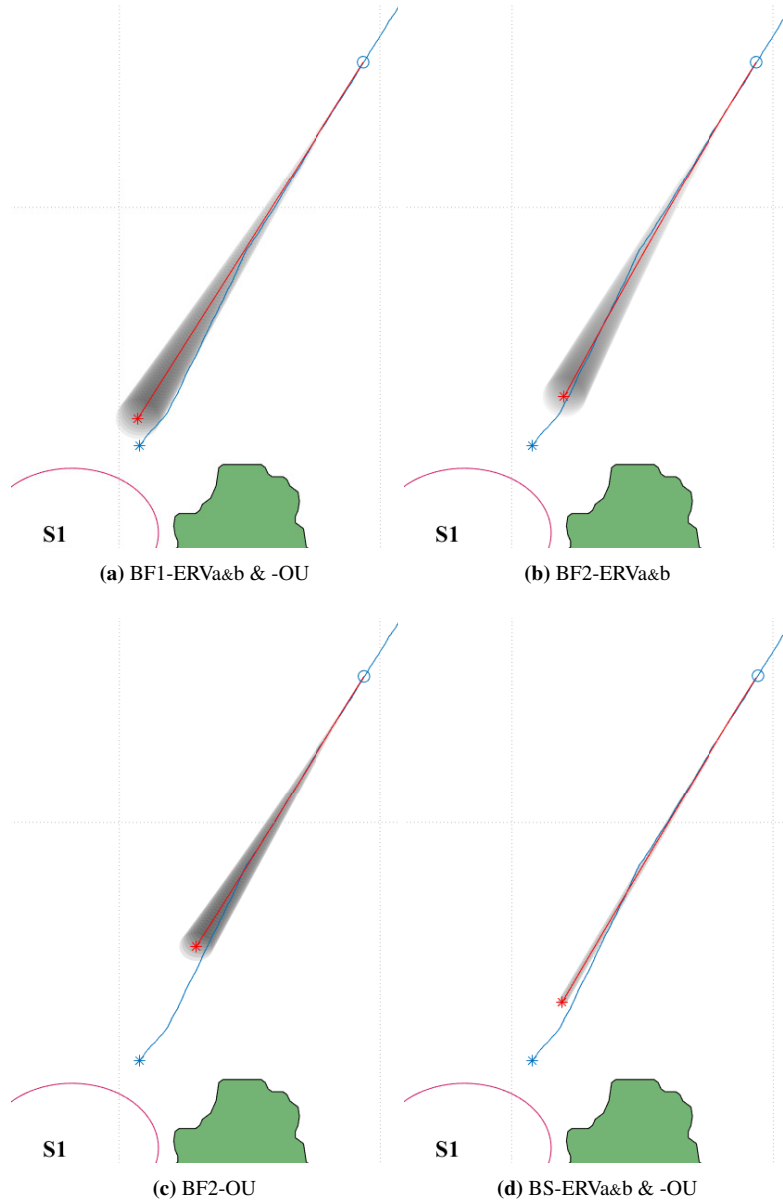 S1
S1
(a) BF1-ERVa&b & -OU
(b) BF2-ERVa&b
S1
S1
(c) BF2-OU
(d) BS-ERVa&b & -OU